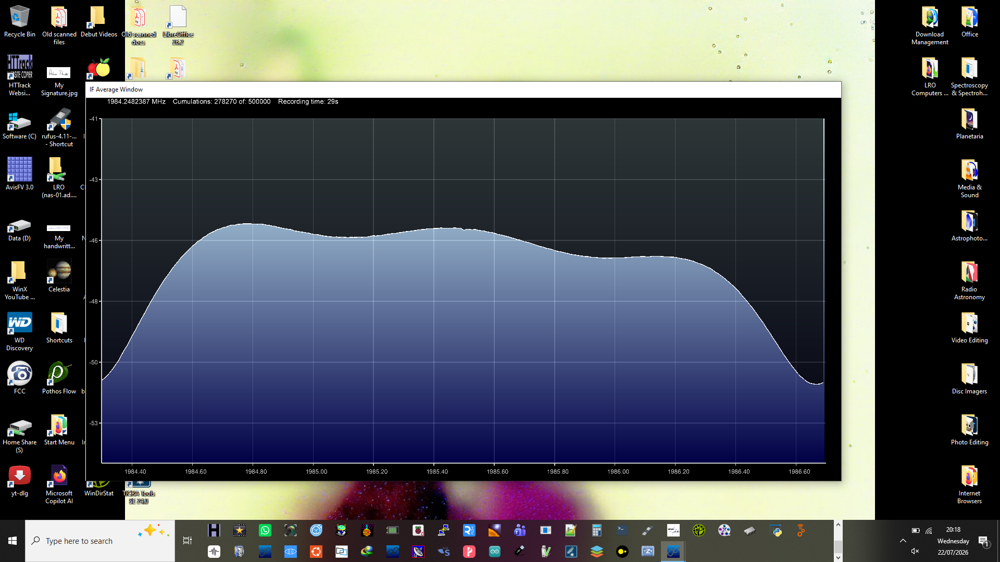 Recycle Bin
Old scanned
files
Debut Videos
Old scanned
docs
LibreOffice
26.2
Download
Management
Office
HTTrack
Websi...
My
Signature.jpg
LRO
Computers ...
Spectroscopy
& Spectroh...
IF Average Window
1984.2482387 MHz Cumulations: 278270 of: 500000 Recording time: 29s
-41
-43
-46
-48
-50
-53
1984.40
1984.60
1984.80
1985.00
1985.20
1985.40
1985.60
1985.80
1986.00
1986.20
1986.40
1986.60
Software (C)
rufus-4.11-...
- Shortcut
Planetaria
AvisFV 3.0
LRO
(nas-01.ad....
Media &
Sound
Data (D)
My
handwritt...
Astrophoto...
WinX
YouTube ...
Celestia
Radio
Astronomy
WD
WD
Discovery
Shortcuts
Video Editing
FCC
Pothos Flow
Disc Imagers
Home Share
(S)
Start Menu
Photo Editing
yt-dlg
Microsoft
Copilot AI
WinDirStat
TICRA Tools
SE 24.0
Internet
Browsers
Type here to search
20:18
Wednesday
22/07/2026
1